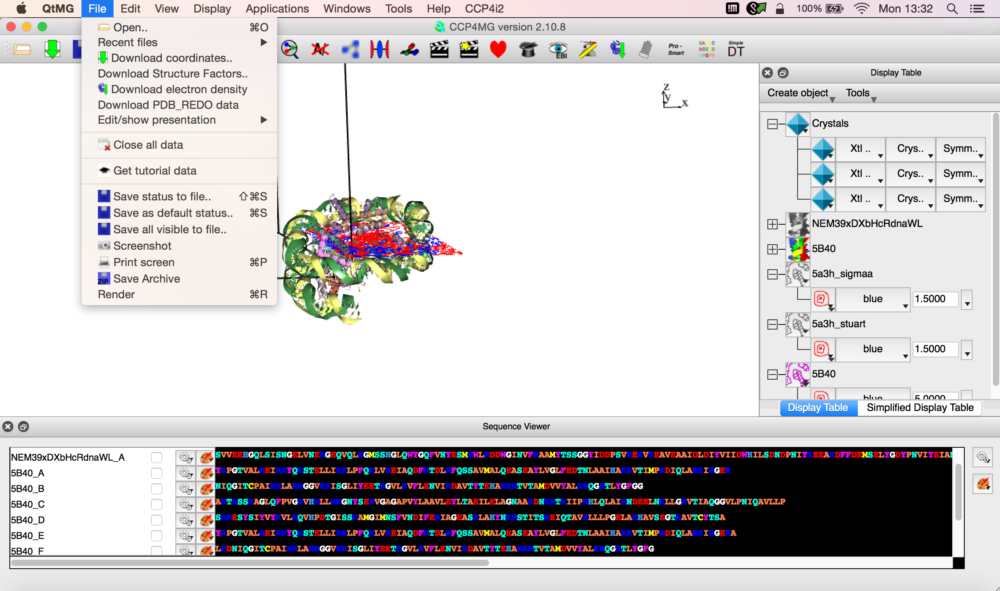 QtMG File Edit View Display Applications Windows Tools Help CCP4i2 100% Mon 13:32
CCP4MG version 2.10.8
Open.. ⌘O
Recent files
Download coordinates..
Download Structure Factors..
Download electron density
Download PDB_REDO data
Edit/show presentation
Close all data
Get tutorial data
Save status to file.. ⇧⌘S
Save as default status.. ⌘S
Save all visible to file..
Screenshot
Print screen ⌘P
ZIP Save Archive
Render ⌘R
EBI
Pro - Smart
Simple DT
z
y
x
Display Table
Create object Tools
Crystals
Xtl .. Crys.. Symm..
Xtl .. Crys.. Symm..
Xtl .. Crys.. Symm..
NEM39xDXbHcRdnaWL
5B40
5a3h_sigmaa
blue 1.5000
5a3h_stuart
blue 1.5000
5B40
blue 5.0000
Display Table Simplified Display Table
Sequence Viewer
NEM39xDXbHcRdnaWL_A SVVEEHGQLSISNGELVNERGEQVQLKGMSSHGLQWYGQFVNYESMKWLRDDWGINVFRAAMYTSSGGYIDDPSVKEKVKEAVEAAIDLDIYVIIDWHILSDNDPNIYKEEAKDFFDEMSELYGDYPNVIYEIA
5B40_A YRPGTVALREIRRYQKSTELLIRKLPFQRLVREIAQDFKTDLRFQSSAVMALQEASEAYLVGLFEDTNLAAIHAKRVTIMPKDIQLARRIRGER
5B40_B NIQGITCPAIRRLARRGGVKRISGLIYEETRGVLKVFLENVIRDAVTYTEHAKRKTVTAMDVVYALKRQGRTLYGFGG
5B40_C AKTRSSRAGLQFPVGRVHRLLRKGNYSERVGAGAPVYLAAVLEYLTAEILELAGNAARDNKKTRIIPRHLQLAIRNDEELNKLLGRVTIAQGGVLPNIQAVLLP
5B40_D SRKESYSIYVYKVLKQVHPDTGISSKAMGIMNSFVNDIFERIAGEASRLAHYNKRSTITSREIQTAVRLLLPGELAKHAVSEGTKAVTCYTSA
5B40_E YRPGTVALREIRRYQKSTELLIRKLPFQRLVREIAQDFKTDLRFQSSAVMALQEASEAYLVGLFEDTNLAAIHAKRVTIMPKDIQLARRIRGERA
5B40_F LRDNIQGITCPAIRRLARRGGVKRISGLIYEETRGVLKVFLENVIRDAVTYTEHAKRKTVTAMDVVYALKRQGRTLYGFG